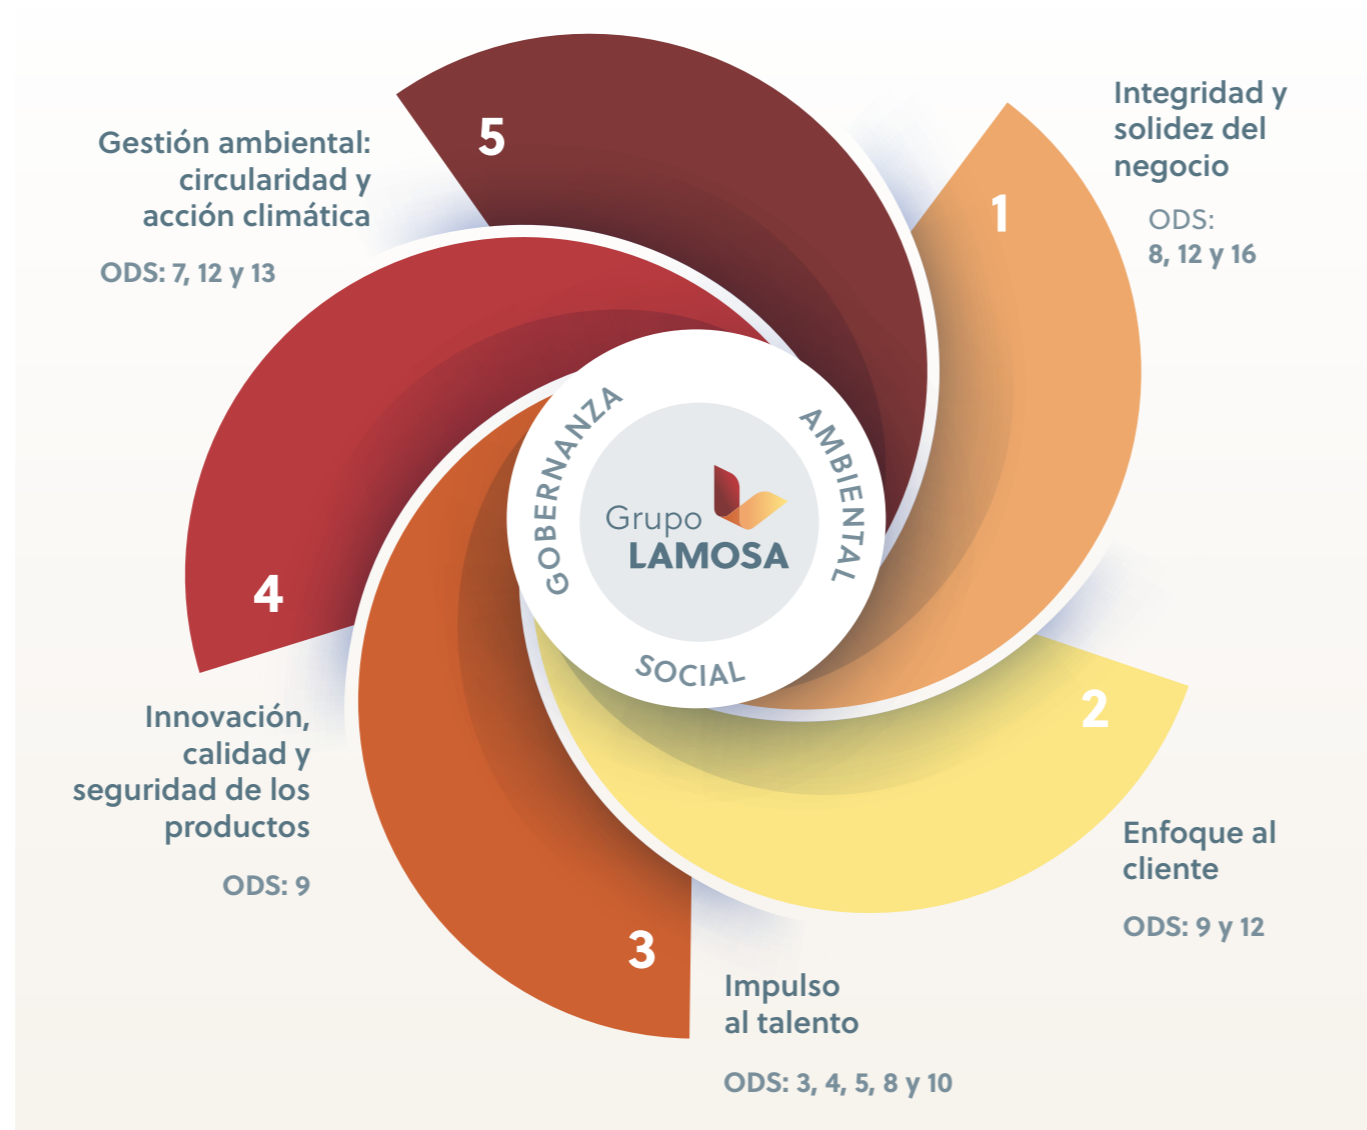 1
Integridad y
solidez del
negocio
ODS:
8, 12 y 16
2
Enfoque al
cliente
ODS: 9 y 12
3
Impulso
al talento
ODS: 3, 4, 5, 8 y 10
4
Innovación,
calidad y
seguridad de los
productos
ODS: 9
5
Gestión ambiental:
circularidad y
acción climática
ODS: 7, 12 y 13
GOBERNANZA
AMBIENTAL
SOCIAL
Grupo
LAMOSA